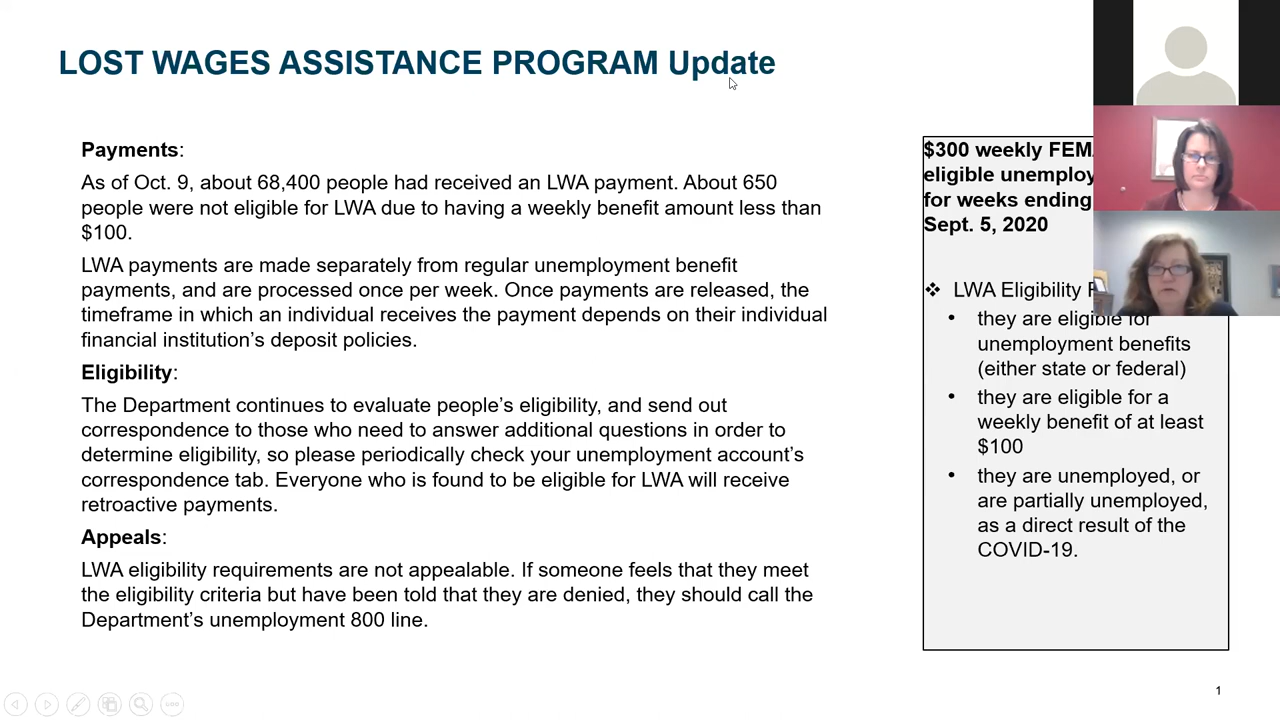 LOST WAGES ASSISTANCE PROGRAM Update
Payments:
As of Oct. 9, about 68,400 people had received an LWA payment. About 650
people were not eligible for LWA due to having a weekly benefit amount less than
$100.
LWA payments are made separately from regular unemployment benefit
payments, and are processed once per week. Once payments are released, the
timeframe in which an individual receives the payment depends on their individual
financial institution’s deposit policies.
Eligibility:
The Department continues to evaluate people’s eligibility, and send out
correspondence to those who need to answer additional questions in order to
determine eligibility, so please periodically check your unemployment account’s
correspondence tab. Everyone who is found to be eligible for LWA will receive
retroactive payments.
Appeals:
LWA eligibility requirements are not appealable. If someone feels that they meet
the eligibility criteria but have been told that they are denied, they should call the
Department’s unemployment 800 line.
$300 weekly
eligible
for weeks ending
Sept. 5, 2020
❖ LWA Eligibility
• they are eligible for
unemployment benefits
(either state or federal)
• they are eligible for a
weekly benefit of at least
$100
• they are unemployed, or
are partially unemployed,
as a direct result of the
COVID-19.
1